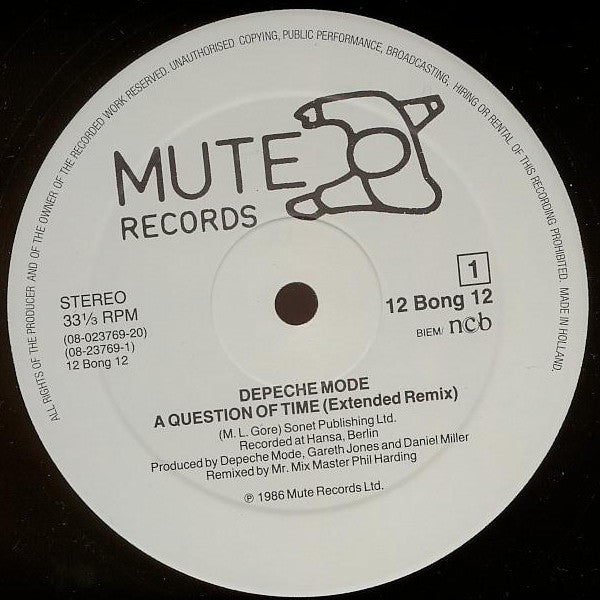 ALL RIGHTS OF THE PRODUCER AND OF THE OWNER OF THE RECORDED WORK RESERVED. UNAUTHORISED COPYING, PUBLIC PERFORMANCE, BROADCASTING, HIRING OR RENTAL OF THIS RECORDING PROHIBITED. MADE IN HOLLAND.
MUTE
RECORDS
1
STEREO
33 1/3 RPM
(08-023769-20)
(08-23769-1)
12 Bong 12
12 Bong 12
BIEM/ ncb
DEPECHE MODE
A QUESTION OF TIME (Extended Remix)
(M. L. Gore) Sonet Publishing Ltd.
Recorded at Hansa, Berlin
Produced by Depeche Mode, Gareth Jones and Daniel Miller
Remixed by Mr. Mix Master Phil Harding
℗ 1986 Mute Records Ltd.